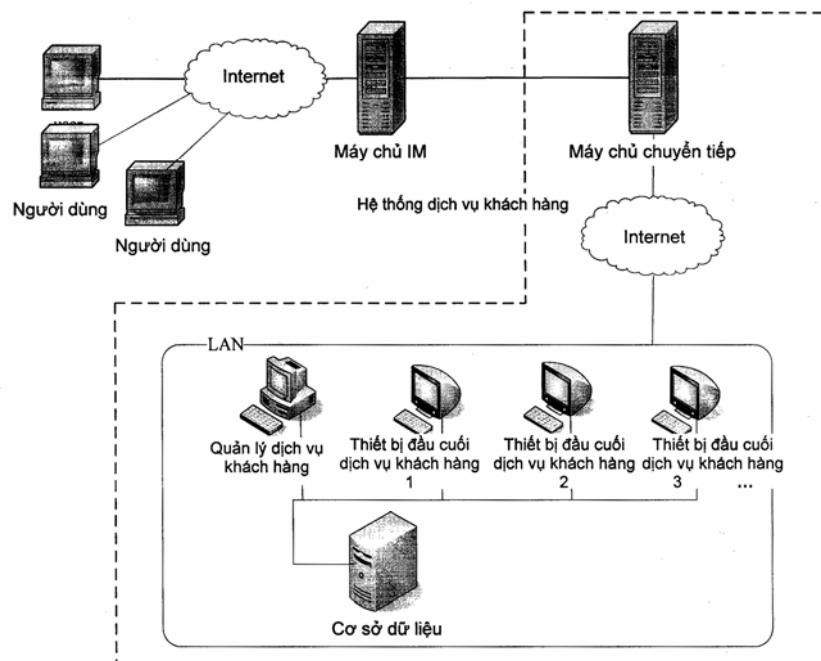 Internet
Máy chủ IM
Máy chủ chuyển tiếp
Người dùng
Người dùng
Hệ thống dịch vụ khách hàng
Internet
LAN
Quản lý dịch vụ
khách hàng
Thiết bị đầu cuối
dịch vụ khách hàng
1
Thiết bị đầu cuối
dịch vụ khách hàng
2
Thiết bị đầu cuối
dịch vụ khách hàng
3 ...
Cơ sở dữ liệu